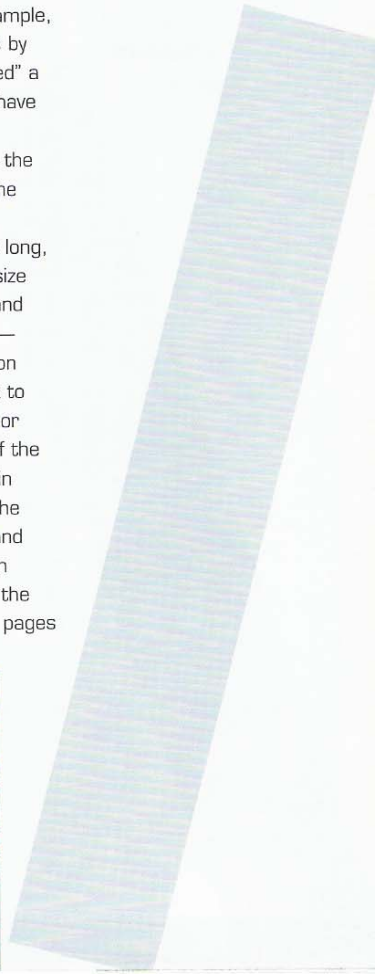 ample,
by
ed" a
have
the
he
long,
size
and
—
on
to
or
f the
in
he
and
n
the
pages